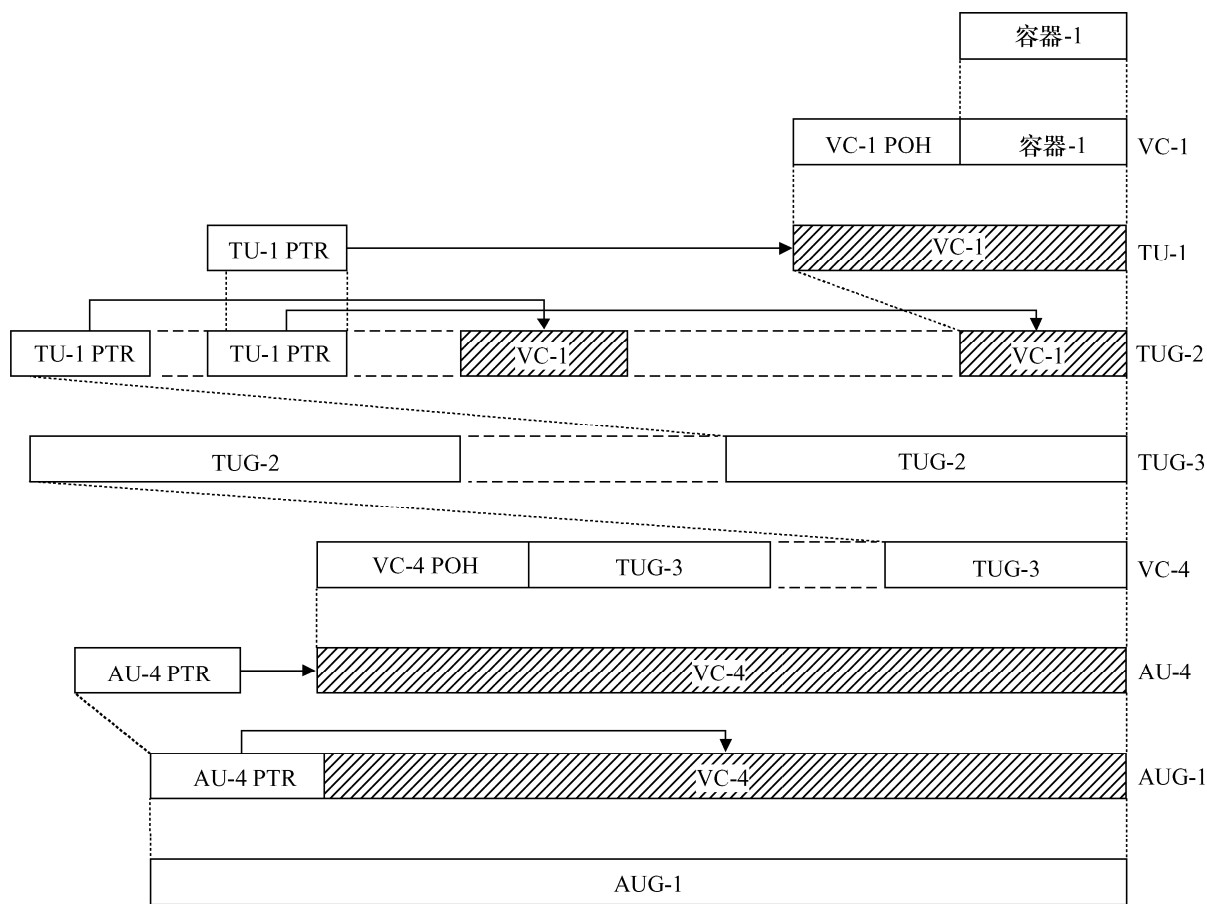 容器-1
VC-1 POH
容器-1
VC-1
TU-1 PTR
VC-1
TU-1
TU-1 PTR
TU-1 PTR
VC-1
VC-1
TUG-2
TUG-2
TUG-2
TUG-3
VC-4 POH
TUG-3
TUG-3
VC-4
AU-4 PTR
VC-4
AU-4
AU-4 PTR
VC-4
AUG-1
AUG-1